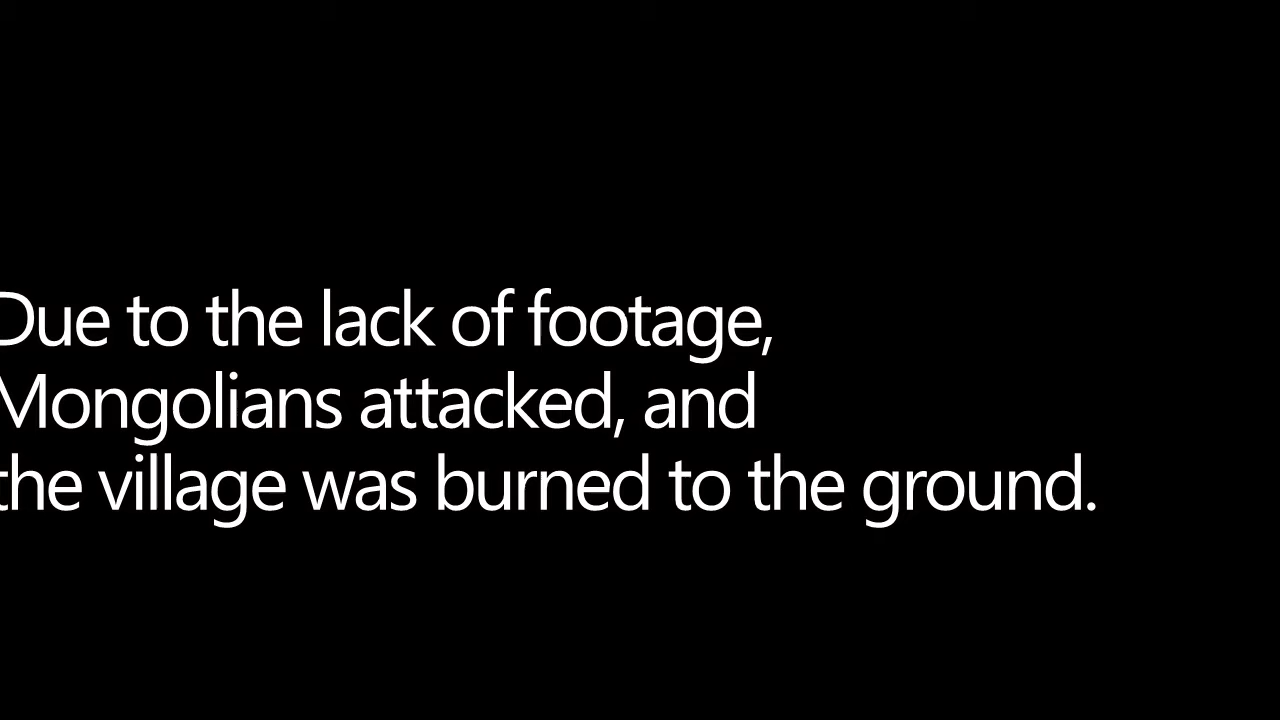 Due to the lack of footage,
Mongolians attacked, and
the village was burned to the ground.